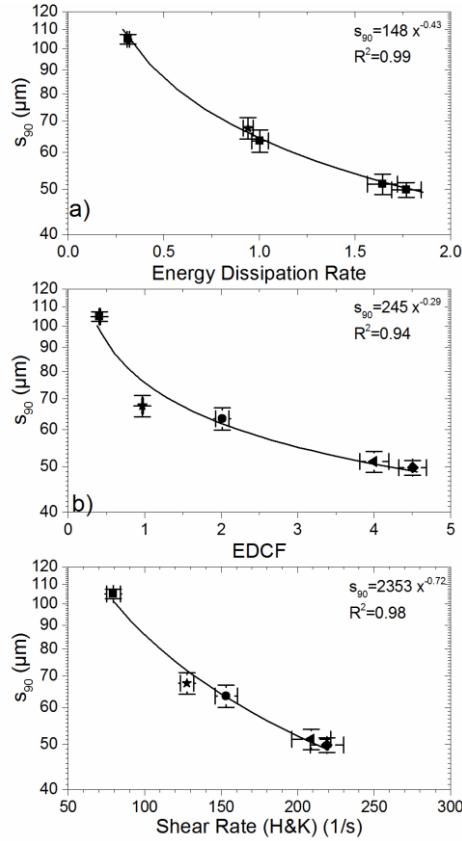 120
110
100
90
80
70
60
50
40
s₉₀ (μm)
s₉₀=148 x⁻⁰·⁴³
R²=0.99
a)
0.0 0.5 1.0 1.5 2.0
Energy Dissipation Rate
120
110
100
90
80
70
60
50
40
s₉₀ (μm)
s₉₀=245 x⁻⁰·²⁹
R²=0.94
b)
0 1 2 3 4 5
EDCF
120
110
100
90
80
70
60
50
40
s₉₀ (μm)
s₉₀=2353 x⁻⁰·⁷²
R²=0.98
50 100 150 200 250 300
Shear Rate (H&K) (1/s)